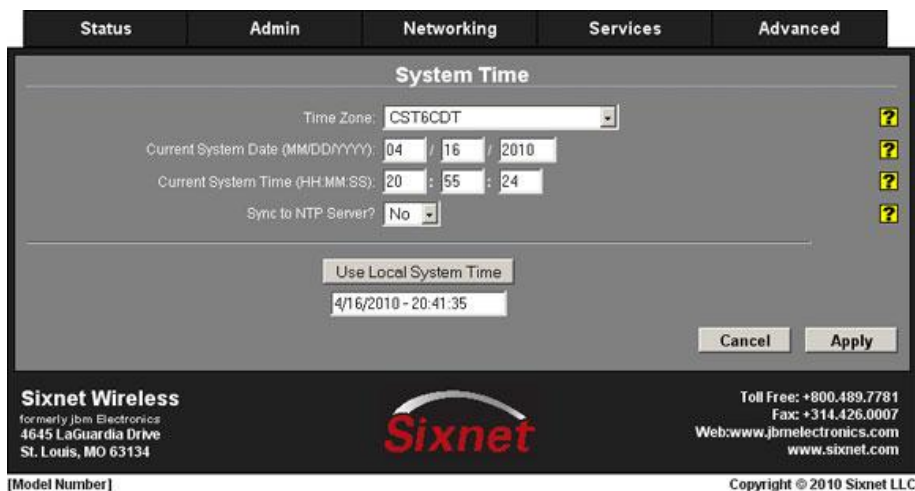 Status Admin Networking Services Advanced
System Time
Time Zone: CST6CDT ?
Current System Date (MM/DD/YYYY): 04 / 16 / 2010 ?
Current System Time (HH:MM:SS): 20 : 55 : 24 ?
Sync to NTP Server? No ?
Use Local System Time
4/16/2010 - 20:41:35
Cancel Apply
Sixnet Wireless
formerly jbm Electronics
4645 LaGuardia Drive
St. Louis, MO 63134
Sixnet
Toll Free: +800.489.7781
Fax: +314.426.0007
Web:www.jbmelectronics.com
www.sixnet.com
[Model Number]
Copyright © 2010 Sixnet LLC